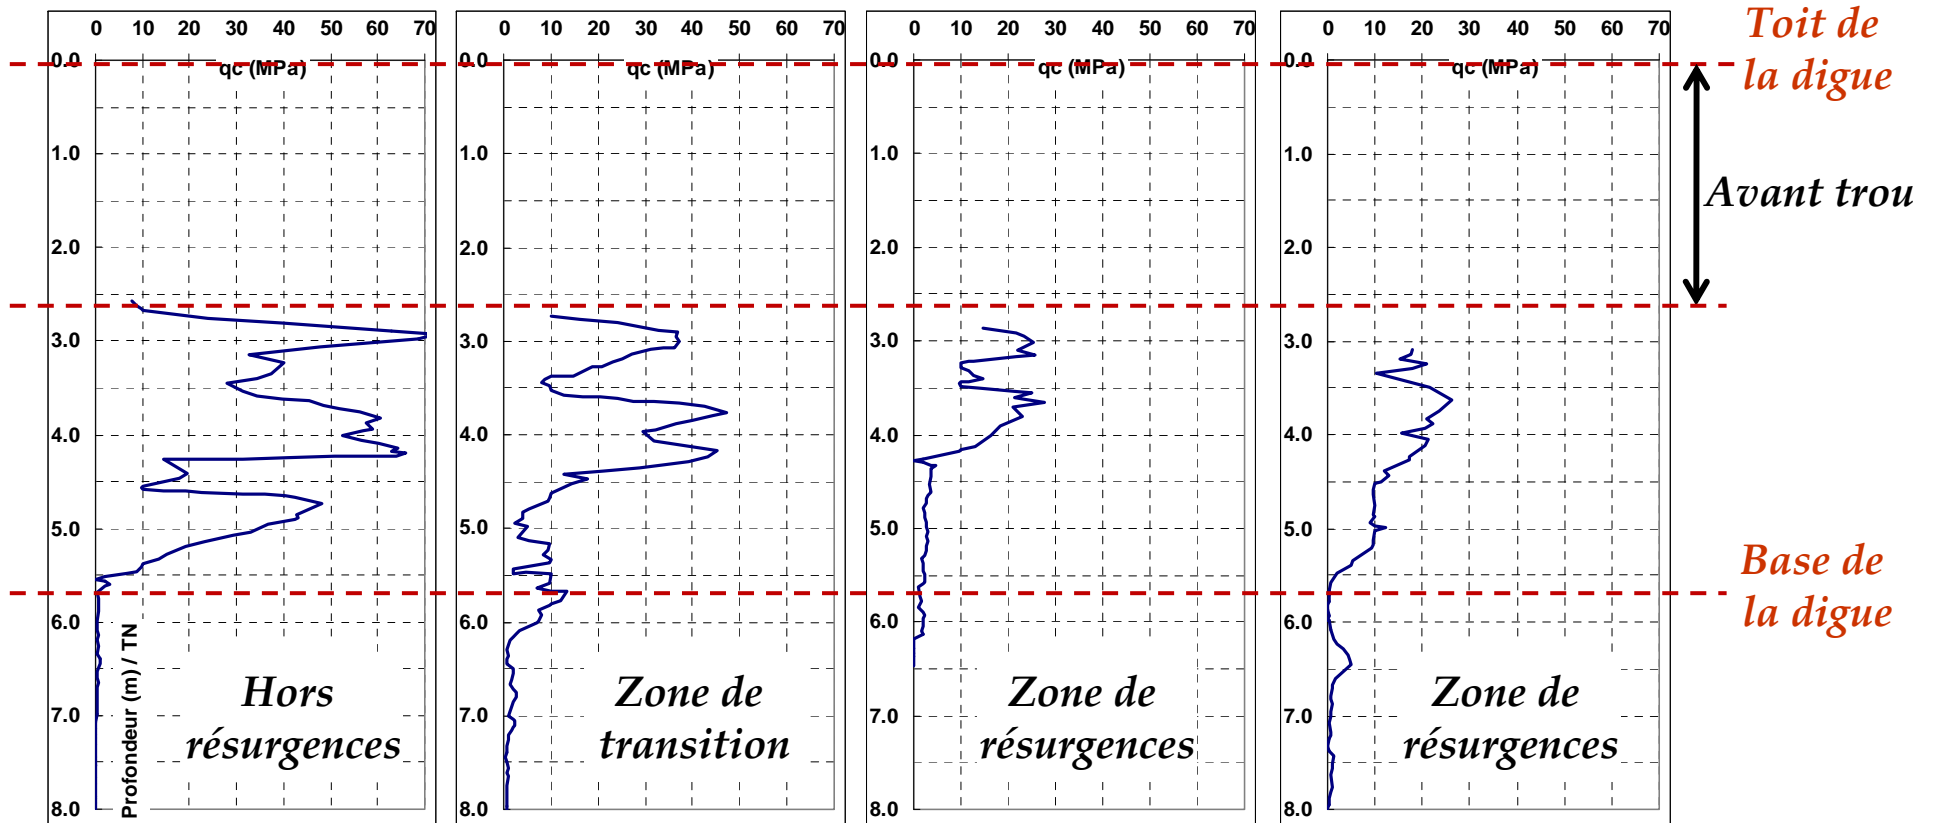 0 10 20 30 40 50 60 70
0 10 20 30 40 50 60 70
0 10 20 30 40 50 60 70
0 10 20 30 40 50 60 70
Toit de
la digue
0.0
qc (MPa)
0.0
qc (MPa)
0.0
qc (MPa)
0.0
qc (MPa)
1.0
1.0
1.0
1.0
Avant trou
2.0
2.0
2.0
2.0
3.0
3.0
3.0
3.0
4.0
4.0
4.0
4.0
5.0
5.0
5.0
5.0
Base de
la digue
6.0
6.0
6.0
6.0
Profondeur (m) / TN
Hors
résurgences
Zone de
transition
Zone de
résurgences
Zone de
résurgences
7.0
7.0
7.0
7.0
8.0
8.0
8.0
8.0